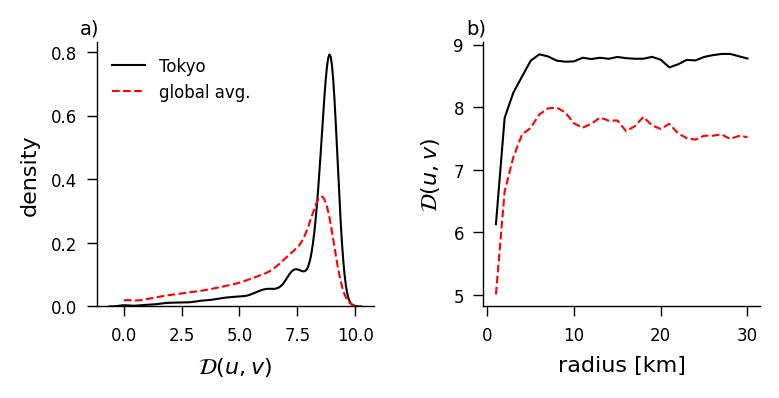 a)
density
0.8
0.6
0.4
0.2
0.0
Tokyo
global avg.
0.0 2.5 5.0 7.5 10.0
𝒟(u, v)
b)
𝒟(u, v)
9
8
7
6
5
0 10 20 30
radius [km]